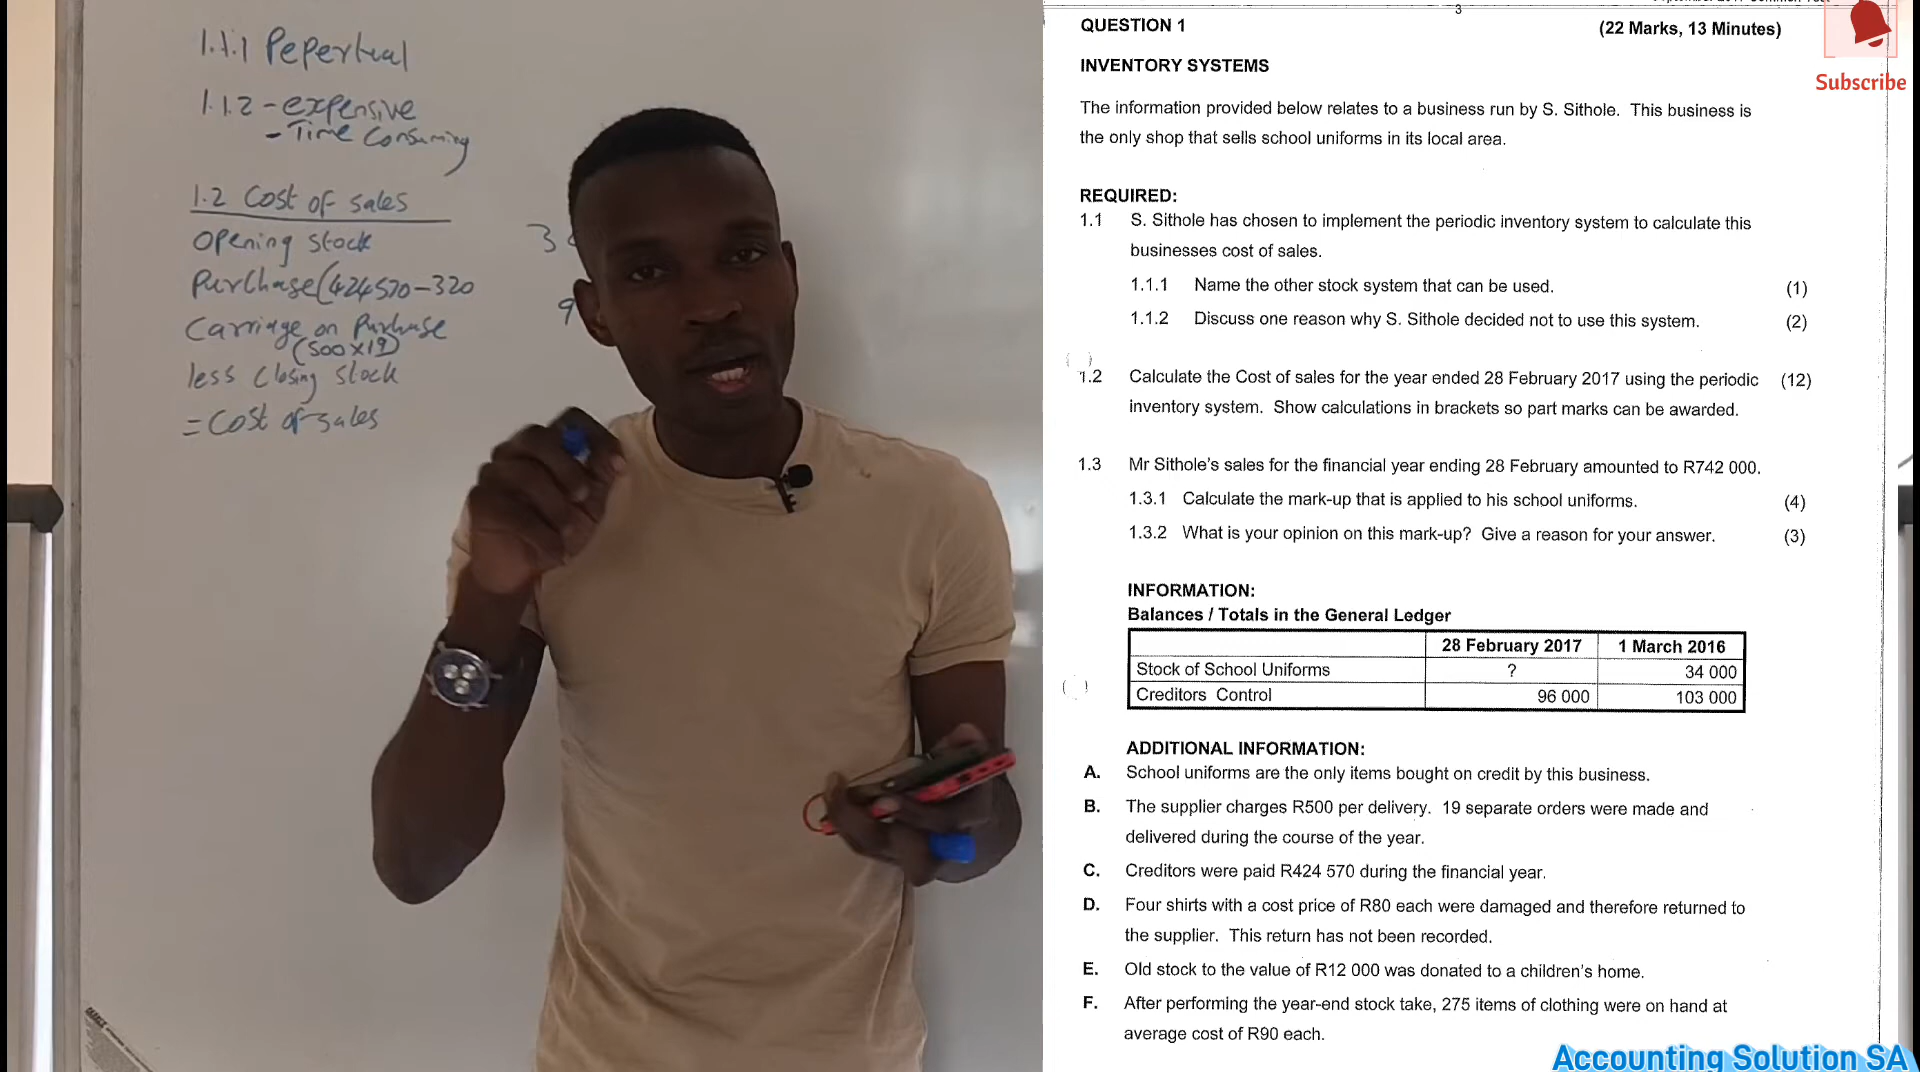 1.1.1 Pepertual
1.1.2 - expensive
- Time Consuming
1.2 Cost of sales
Opening stock
Purchase (424570-320
Carriage on Purchase
(500x19)
less Closing stock
= Cost of sales
3
9
3
QUESTION 1
(22 Marks, 13 Minutes)
Subscribe
INVENTORY SYSTEMS
The information provided below relates to a business run by S. Sithole. This business is
the only shop that sells school uniforms in its local area.
REQUIRED:
1.1 S. Sithole has chosen to implement the periodic inventory system to calculate this
businesses cost of sales.
1.1.1 Name the other stock system that can be used. (1)
1.1.2 Discuss one reason why S. Sithole decided not to use this system. (2)
1.2 Calculate the Cost of sales for the year ended 28 February 2017 using the periodic (12)
inventory system. Show calculations in brackets so part marks can be awarded.
1.3 Mr Sithole's sales for the financial year ending 28 February amounted to R742 000.
1.3.1 Calculate the mark-up that is applied to his school uniforms. (4)
1.3.2 What is your opinion on this mark-up? Give a reason for your answer. (3)
INFORMATION:
Balances / Totals in the General Ledger
28 February 2017 1 March 2016
Stock of School Uniforms ? 34 000
Creditors Control 96 000 103 000
ADDITIONAL INFORMATION:
A. School uniforms are the only items bought on credit by this business.
B. The supplier charges R500 per delivery. 19 separate orders were made and
delivered during the course of the year.
C. Creditors were paid R424 570 during the financial year.
D. Four shirts with a cost price of R80 each were damaged and therefore returned to
the supplier. This return has not been recorded.
E. Old stock to the value of R12 000 was donated to a children's home.
F. After performing the year-end stock take, 275 items of clothing were on hand at
average cost of R90 each.
Accounting Solution SA